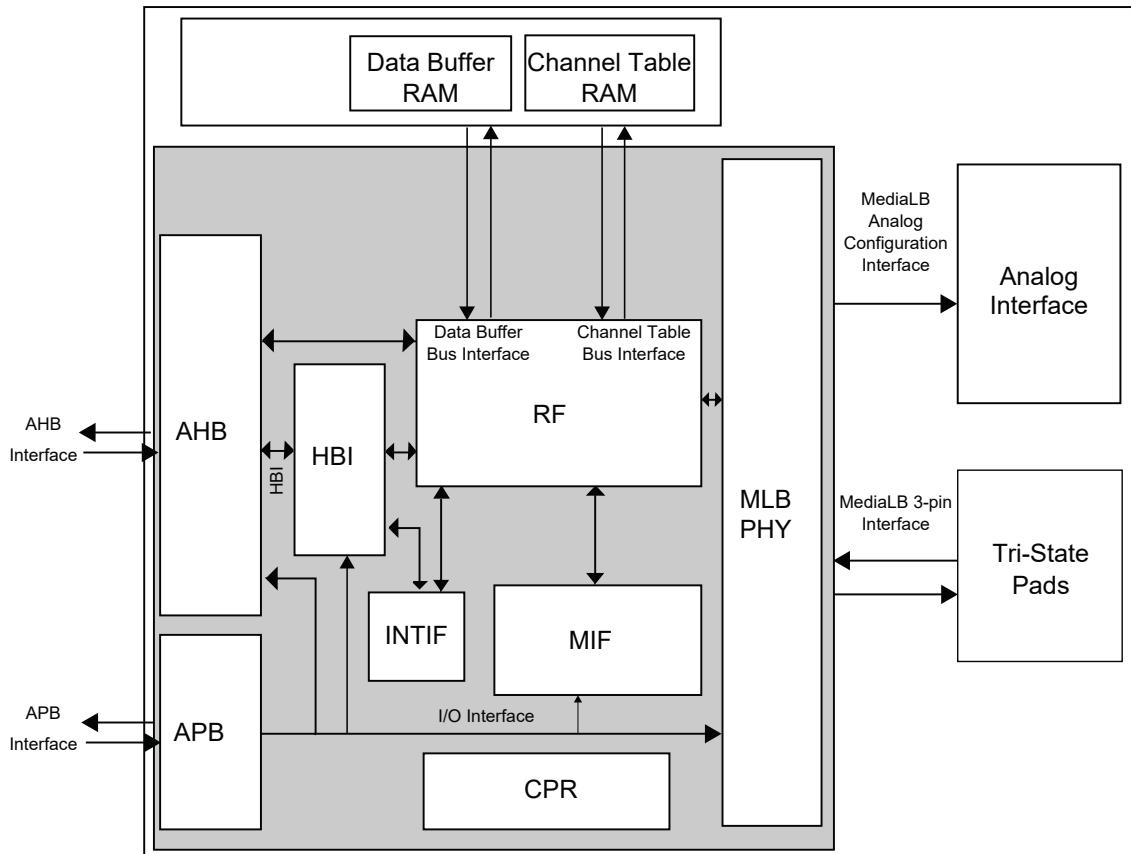 Data Buffer
RAM
Channel Table
RAM
MediaLB
Analog
Configuration
Interface
Analog
Interface
Data Buffer
Bus Interface
Channel Table
Bus Interface
RF
AHB
Interface
AHB
HBI
HBI
MLB
PHY
MediaLB 3-pin
Interface
Tri-State
Pads
INTIF
MIF
APB
Interface
APB
I/O Interface
CPR